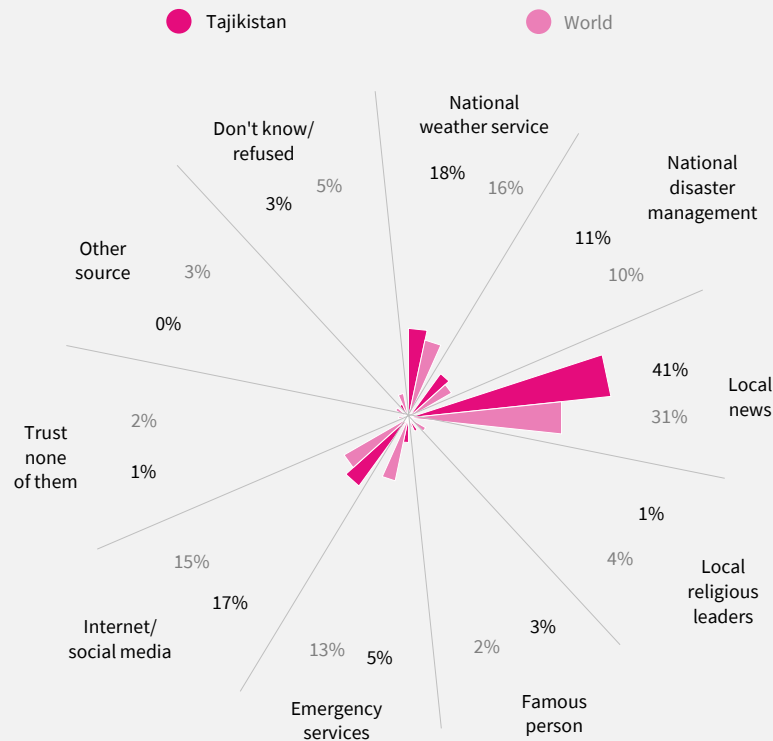 Tajikistan
World
National
weather service
18%
16%
National
disaster
management
11%
10%
Local
news
41%
31%
Local
religious
leaders
1%
4%
Famous
person
3%
2%
Emergency
services
5%
13%
Internet/
social media
17%
15%
Trust
none
of them
1%
2%
Other
source
0%
3%
Don't know/
refused
3%
5%